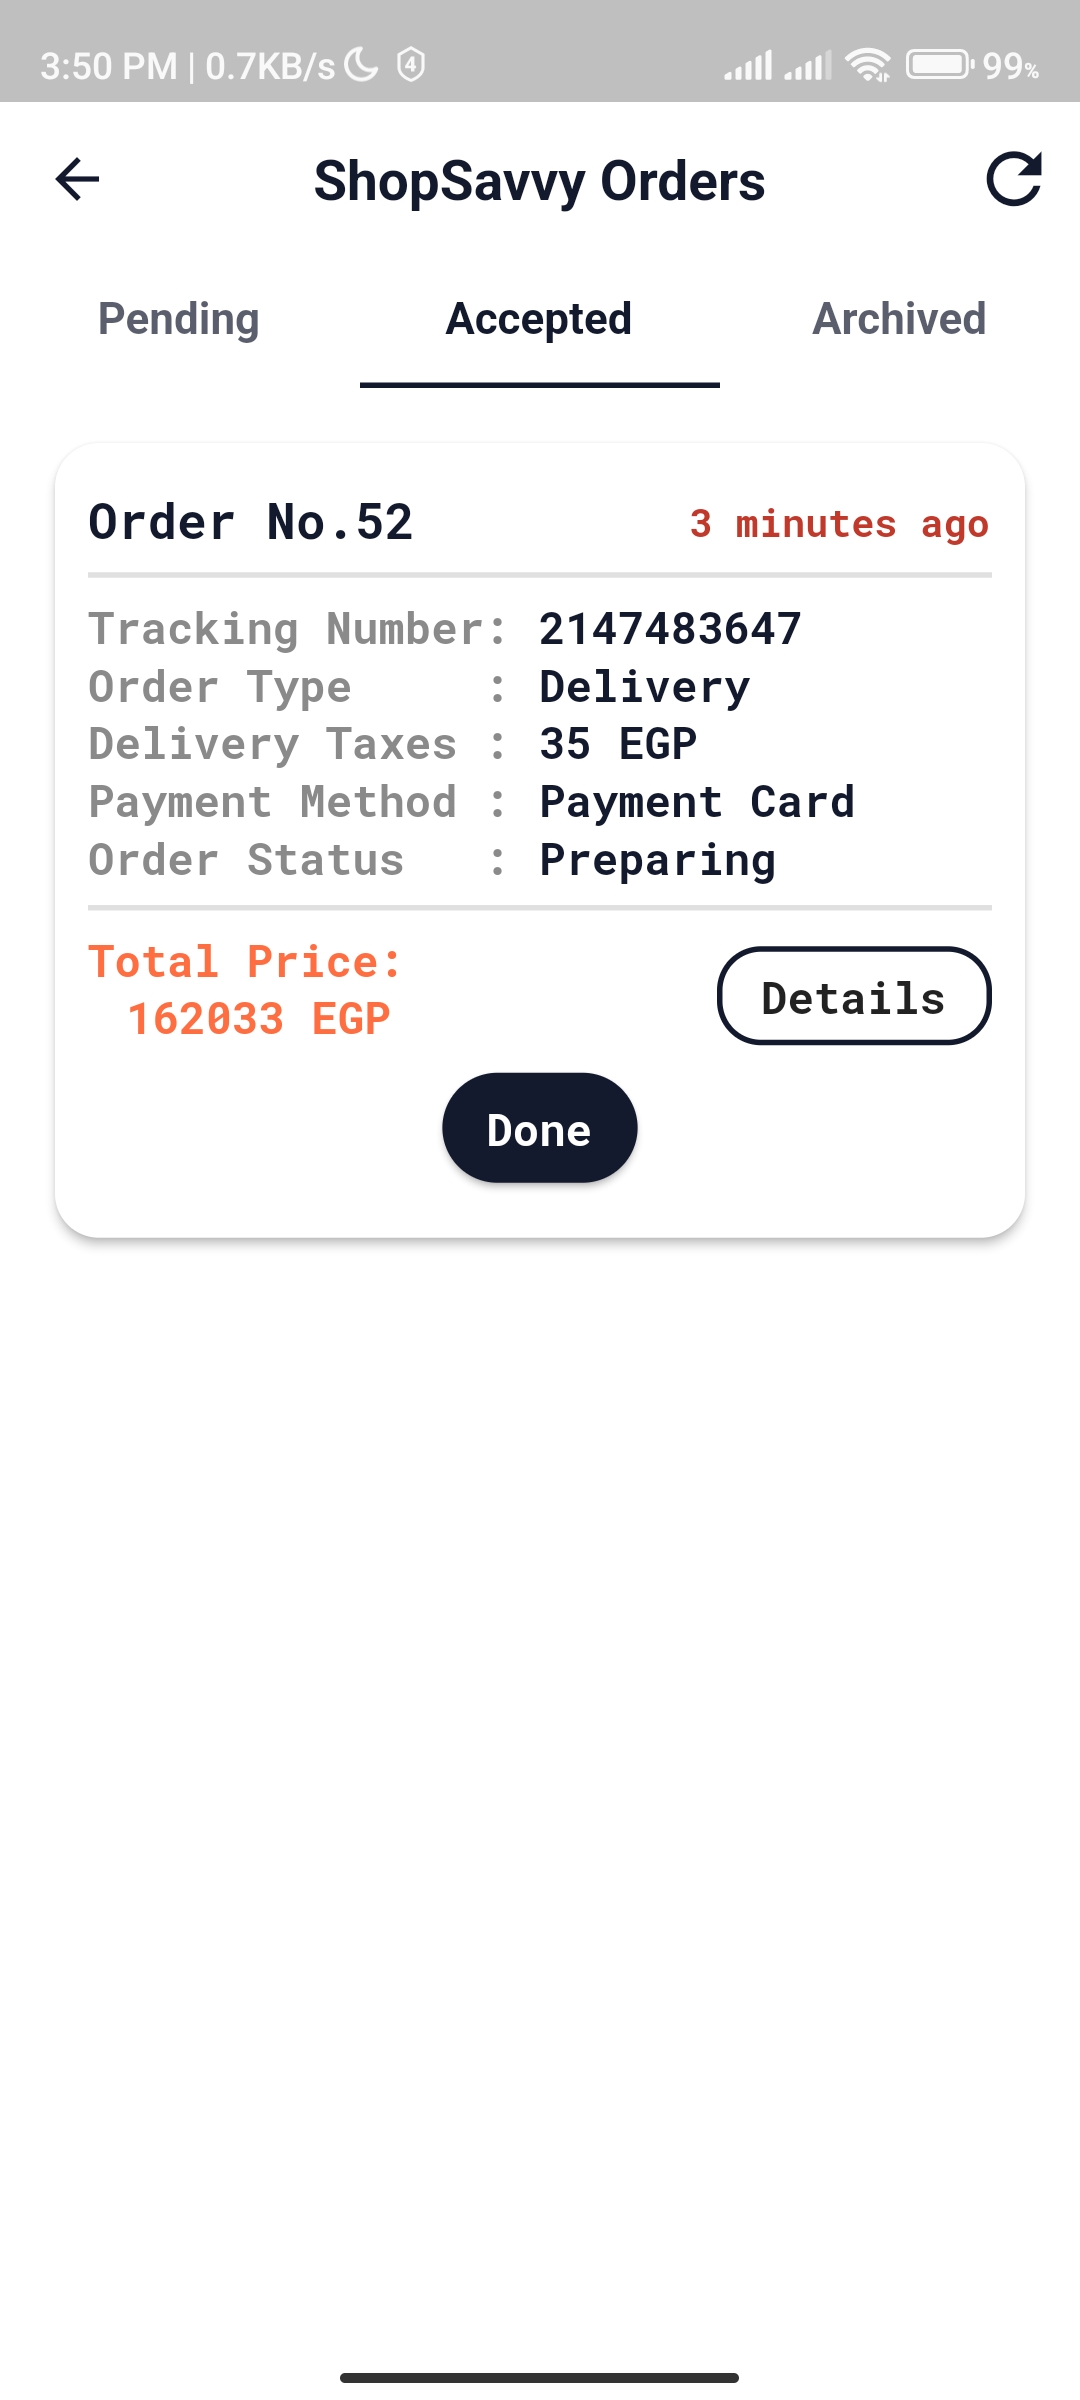 3:50 PM | 0.7KB/s 4 99%
ShopSavvy Orders
Pending Accepted Archived
Order No.52 3 minutes ago
Tracking Number: 2147483647
Order Type : Delivery
Delivery Taxes : 35 EGP
Payment Method : Payment Card
Order Status : Preparing
Total Price:
162033 EGP
Details
Done